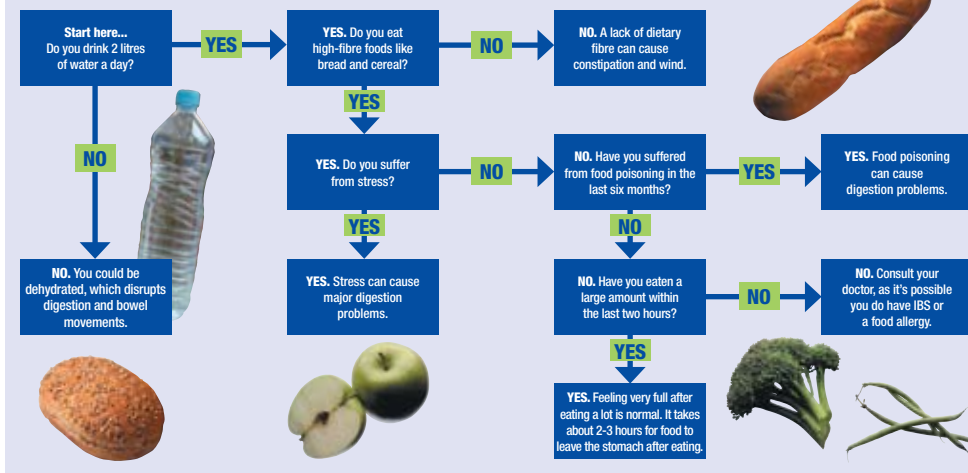 Start here...
Do you drink 2 litres
of water a day?
YES
YES. Do you eat
high-fibre foods like
bread and cereal?
NO
NO. A lack of dietary
fibre can cause
constipation and wind.
YES
NO
YES. Do you suffer
from stress?
NO
NO. Have you suffered
from food poisoning in the
last six months?
YES
YES. Food poisoning
can cause
digestion problems.
YES
NO
NO. You could be
dehydrated, which disrupts
digestion and bowel
movements.
YES. Stress can cause
major digestion
problems.
NO. Have you eaten a
large amount within
the last two hours?
NO
NO. Consult your
doctor, as it's possible
you do have IBS or
a food allergy.
YES
YES. Feeling very full after
eating a lot is normal. It takes
about 2-3 hours for food to
leave the stomach after eating.